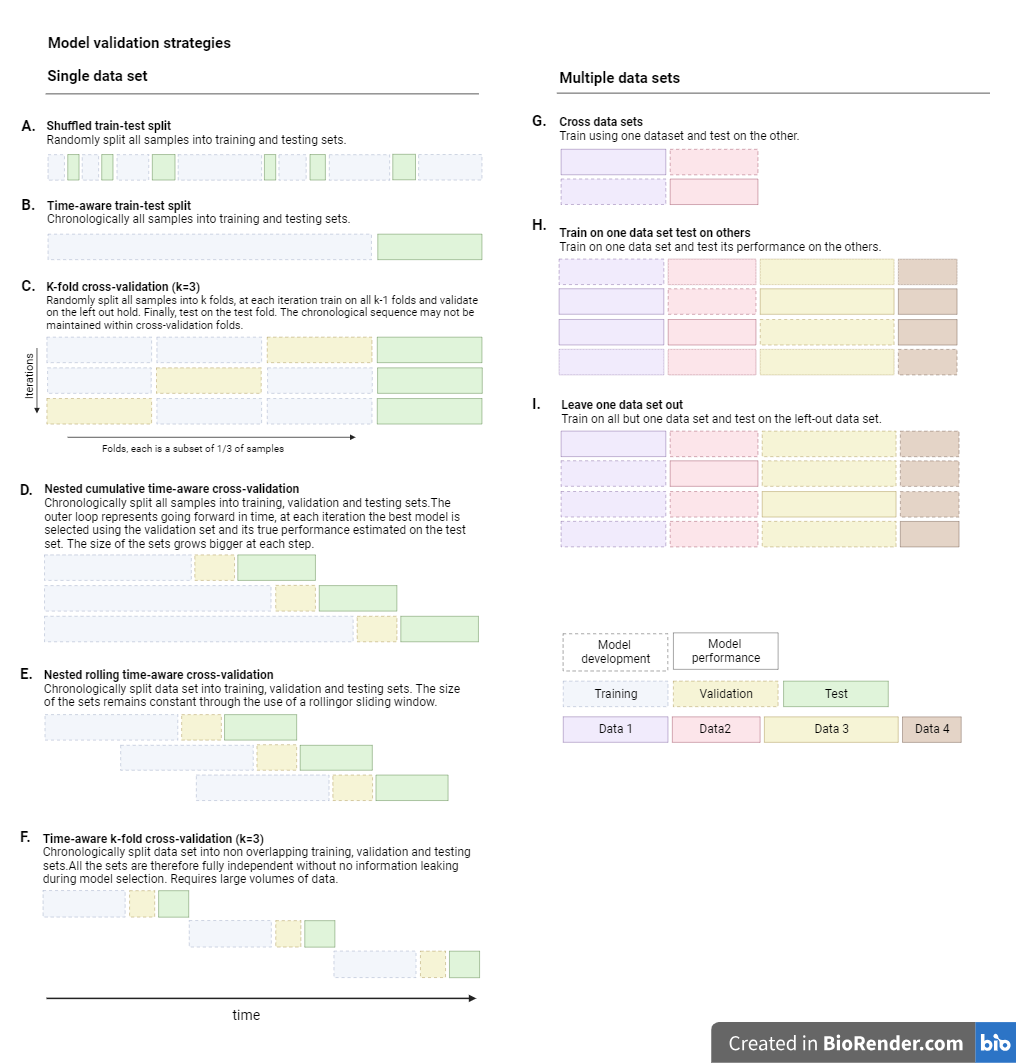 Model validation strategies
Single data set
A. Shuffled train-test split
Randomly split all samples into training and testing sets.
B. Time-aware train-test split
Chronologically all samples into training and testing sets.
C. K-fold cross-validation (k=3)
Randomly split all samples into k folds, at each iteration train on all k-1 folds and validate
on the left out hold. Finally, test on the test fold. The chronological sequence may not be
maintained within cross-validation folds.
Iterations
Folds, each is a subset of 1/3 of samples
D. Nested cumulative time-aware cross-validation
Chronologically split all samples into training, validation and testing sets.The
outer loop represents going forward in time, at each iteration the best model is
selected using the validation set and its true performance estimated on the test
set. The size of the sets grows bigger at each step.
E. Nested rolling time-aware cross-validation
Chronologically split data set into training, validation and testing sets. The size
of the sets remains constant through the use of a rollingor sliding window.
F. Time-aware k-fold cross-validation (k=3)
Chronologically split data set into non overlapping training, validation and testing
sets.All the sets are therefore fully independent without no information leaking
during model selection. Requires large volumes of data.
time
Multiple data sets
G. Cross data sets
Train using one dataset and test on the other.
H. Train on one data set test on others
Train on one data set and test its performance on the others.
I. Leave one data set out
Train on all but one data set and test on the left-out data set.
Model
development
Model
performance
Training
Validation
Test
Data 1
Data2
Data 3
Data 4
Created in BioRender.com
bio